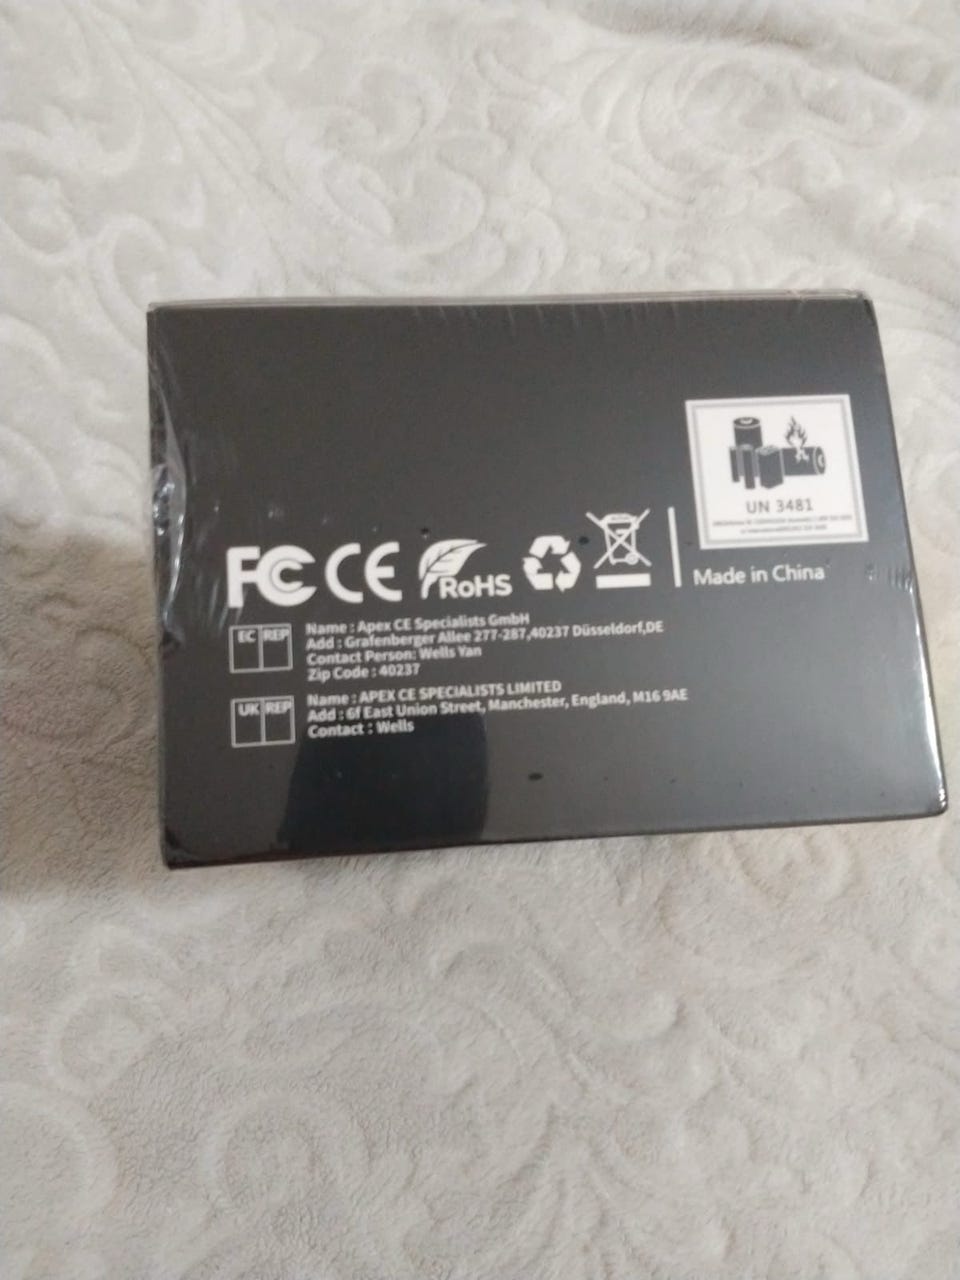 UN 3481
FC CE RoHS
Made in China
EC REP
Name : Apex CE Specialists GmbH
Add : Grafenberger Allee 277-287,40237 Düsseldorf,DE
Contact Person: Wells Yan
Zip Code : 40237
UK REP
Name : APEX CE SPECIALISTS LIMITED
Add : 6f East Union Street, Manchester, England, M16 9AE
Contact : Wells